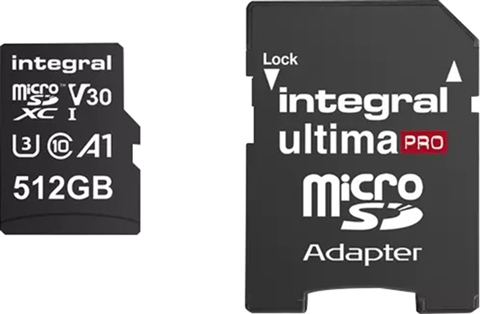 integral
micro SD XC I V30
U3 10 A1
512GB
Lock
integral
ultima PRO
micro
SD
Adapter